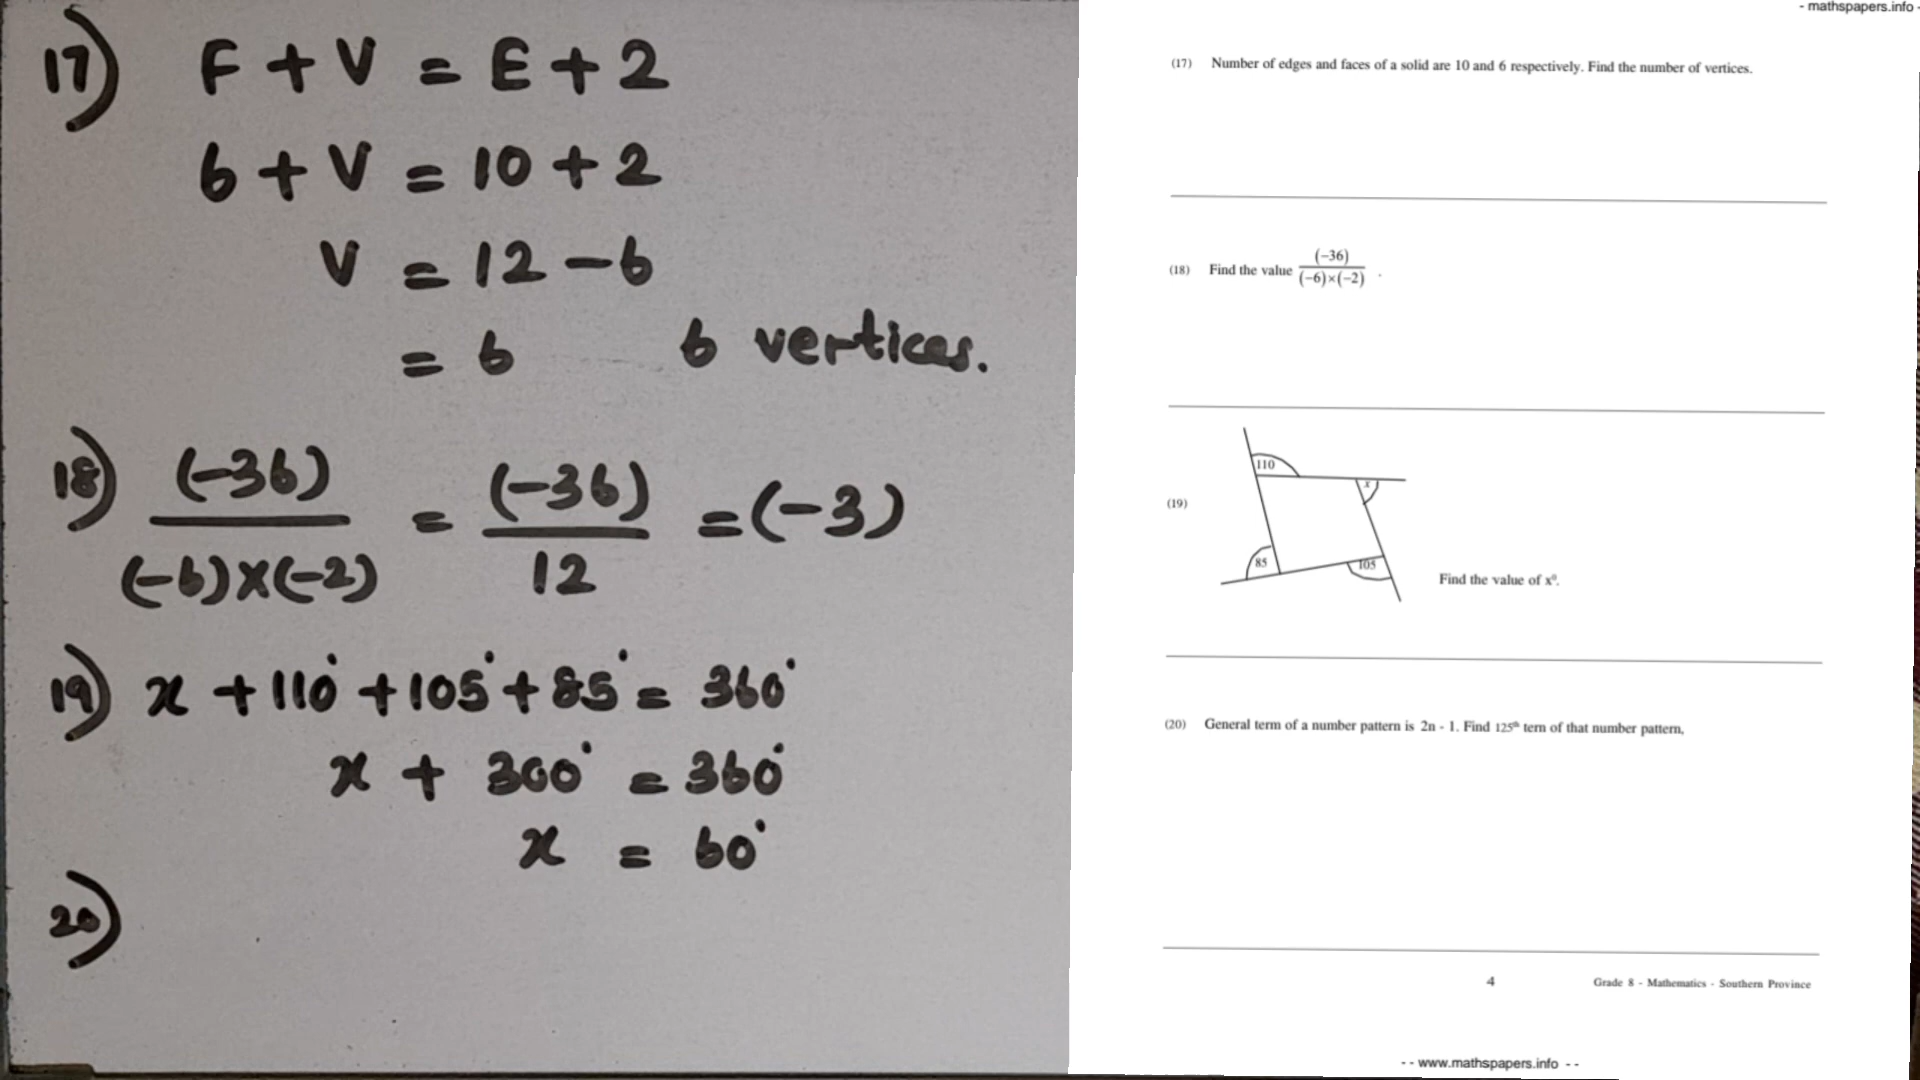 17) F + V = E + 2
6 + V = 10 + 2
V = 12 - 6
= 6 6 vertices.
18) (-36) / (-6)×(-2) = (-36) / 12 = (-3)
19) x + 110° + 105° + 85° = 360°
x + 300° = 360°
x = 60°
20)
- mathspapers.info -
(17) Number of edges and faces of a solid are 10 and 6 respectively. Find the number of vertices.
(18) Find the value (-36) / (-6)×(-2) .
110
x
(19)
85
105
Find the value of x⁰.
(20) General term of a number pattern is 2n - 1. Find 125th tern of that number pattern,
4
Grade 8 - Mathematics - Southern Province
- - www.mathspapers.info - -